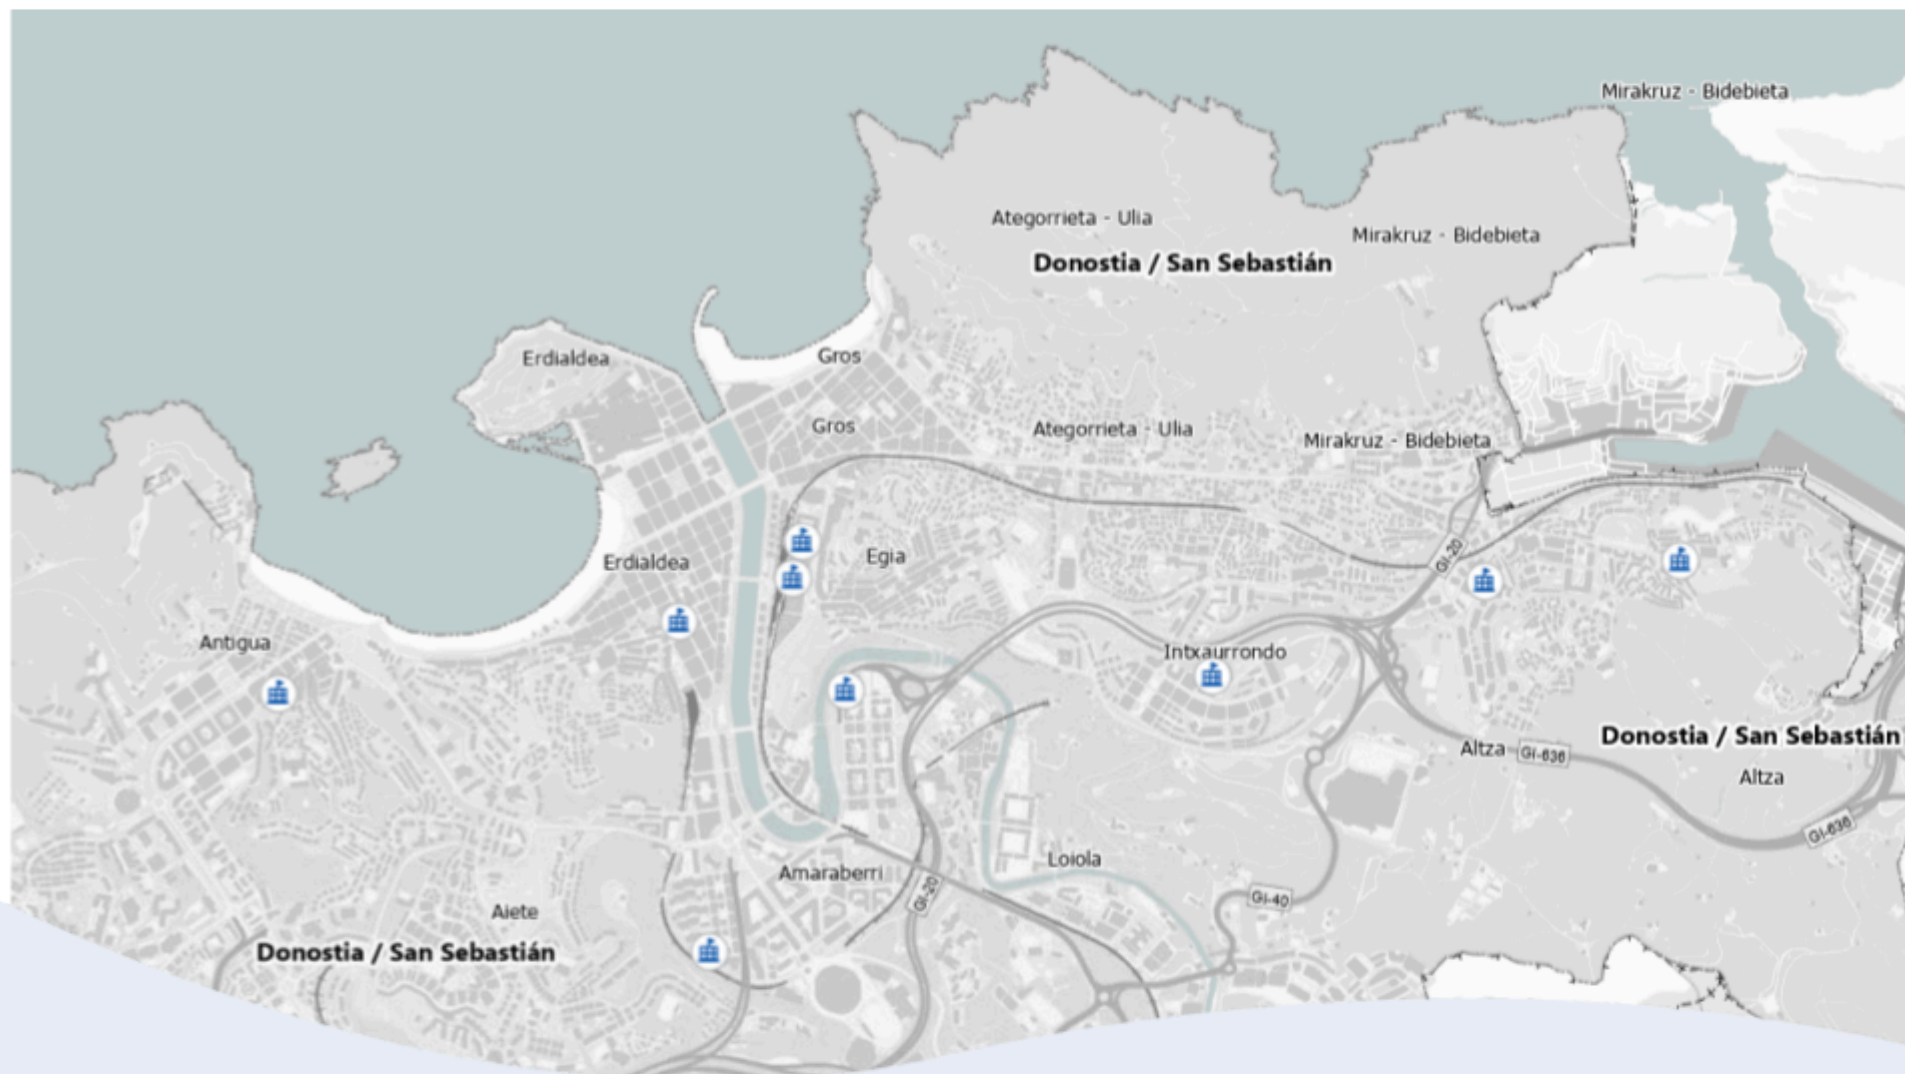 Mirakruz - Bidebieta
Ategorrieta - Ulia
Mirakruz - Bidebieta
Donostia / San Sebastián
Erdialdea
Gros
Gros
Ategorrieta - Ulia
Mirakruz - Bidebieta
Egia
GI-20
Erdialdea
Antigua
Intxaurrondo
Donostia / San Sebastián
Altza
GI-636
Altza
GI-636
Loiola
Amaraberri
GI-20
GI-40
Aiete
Donostia / San Sebastián